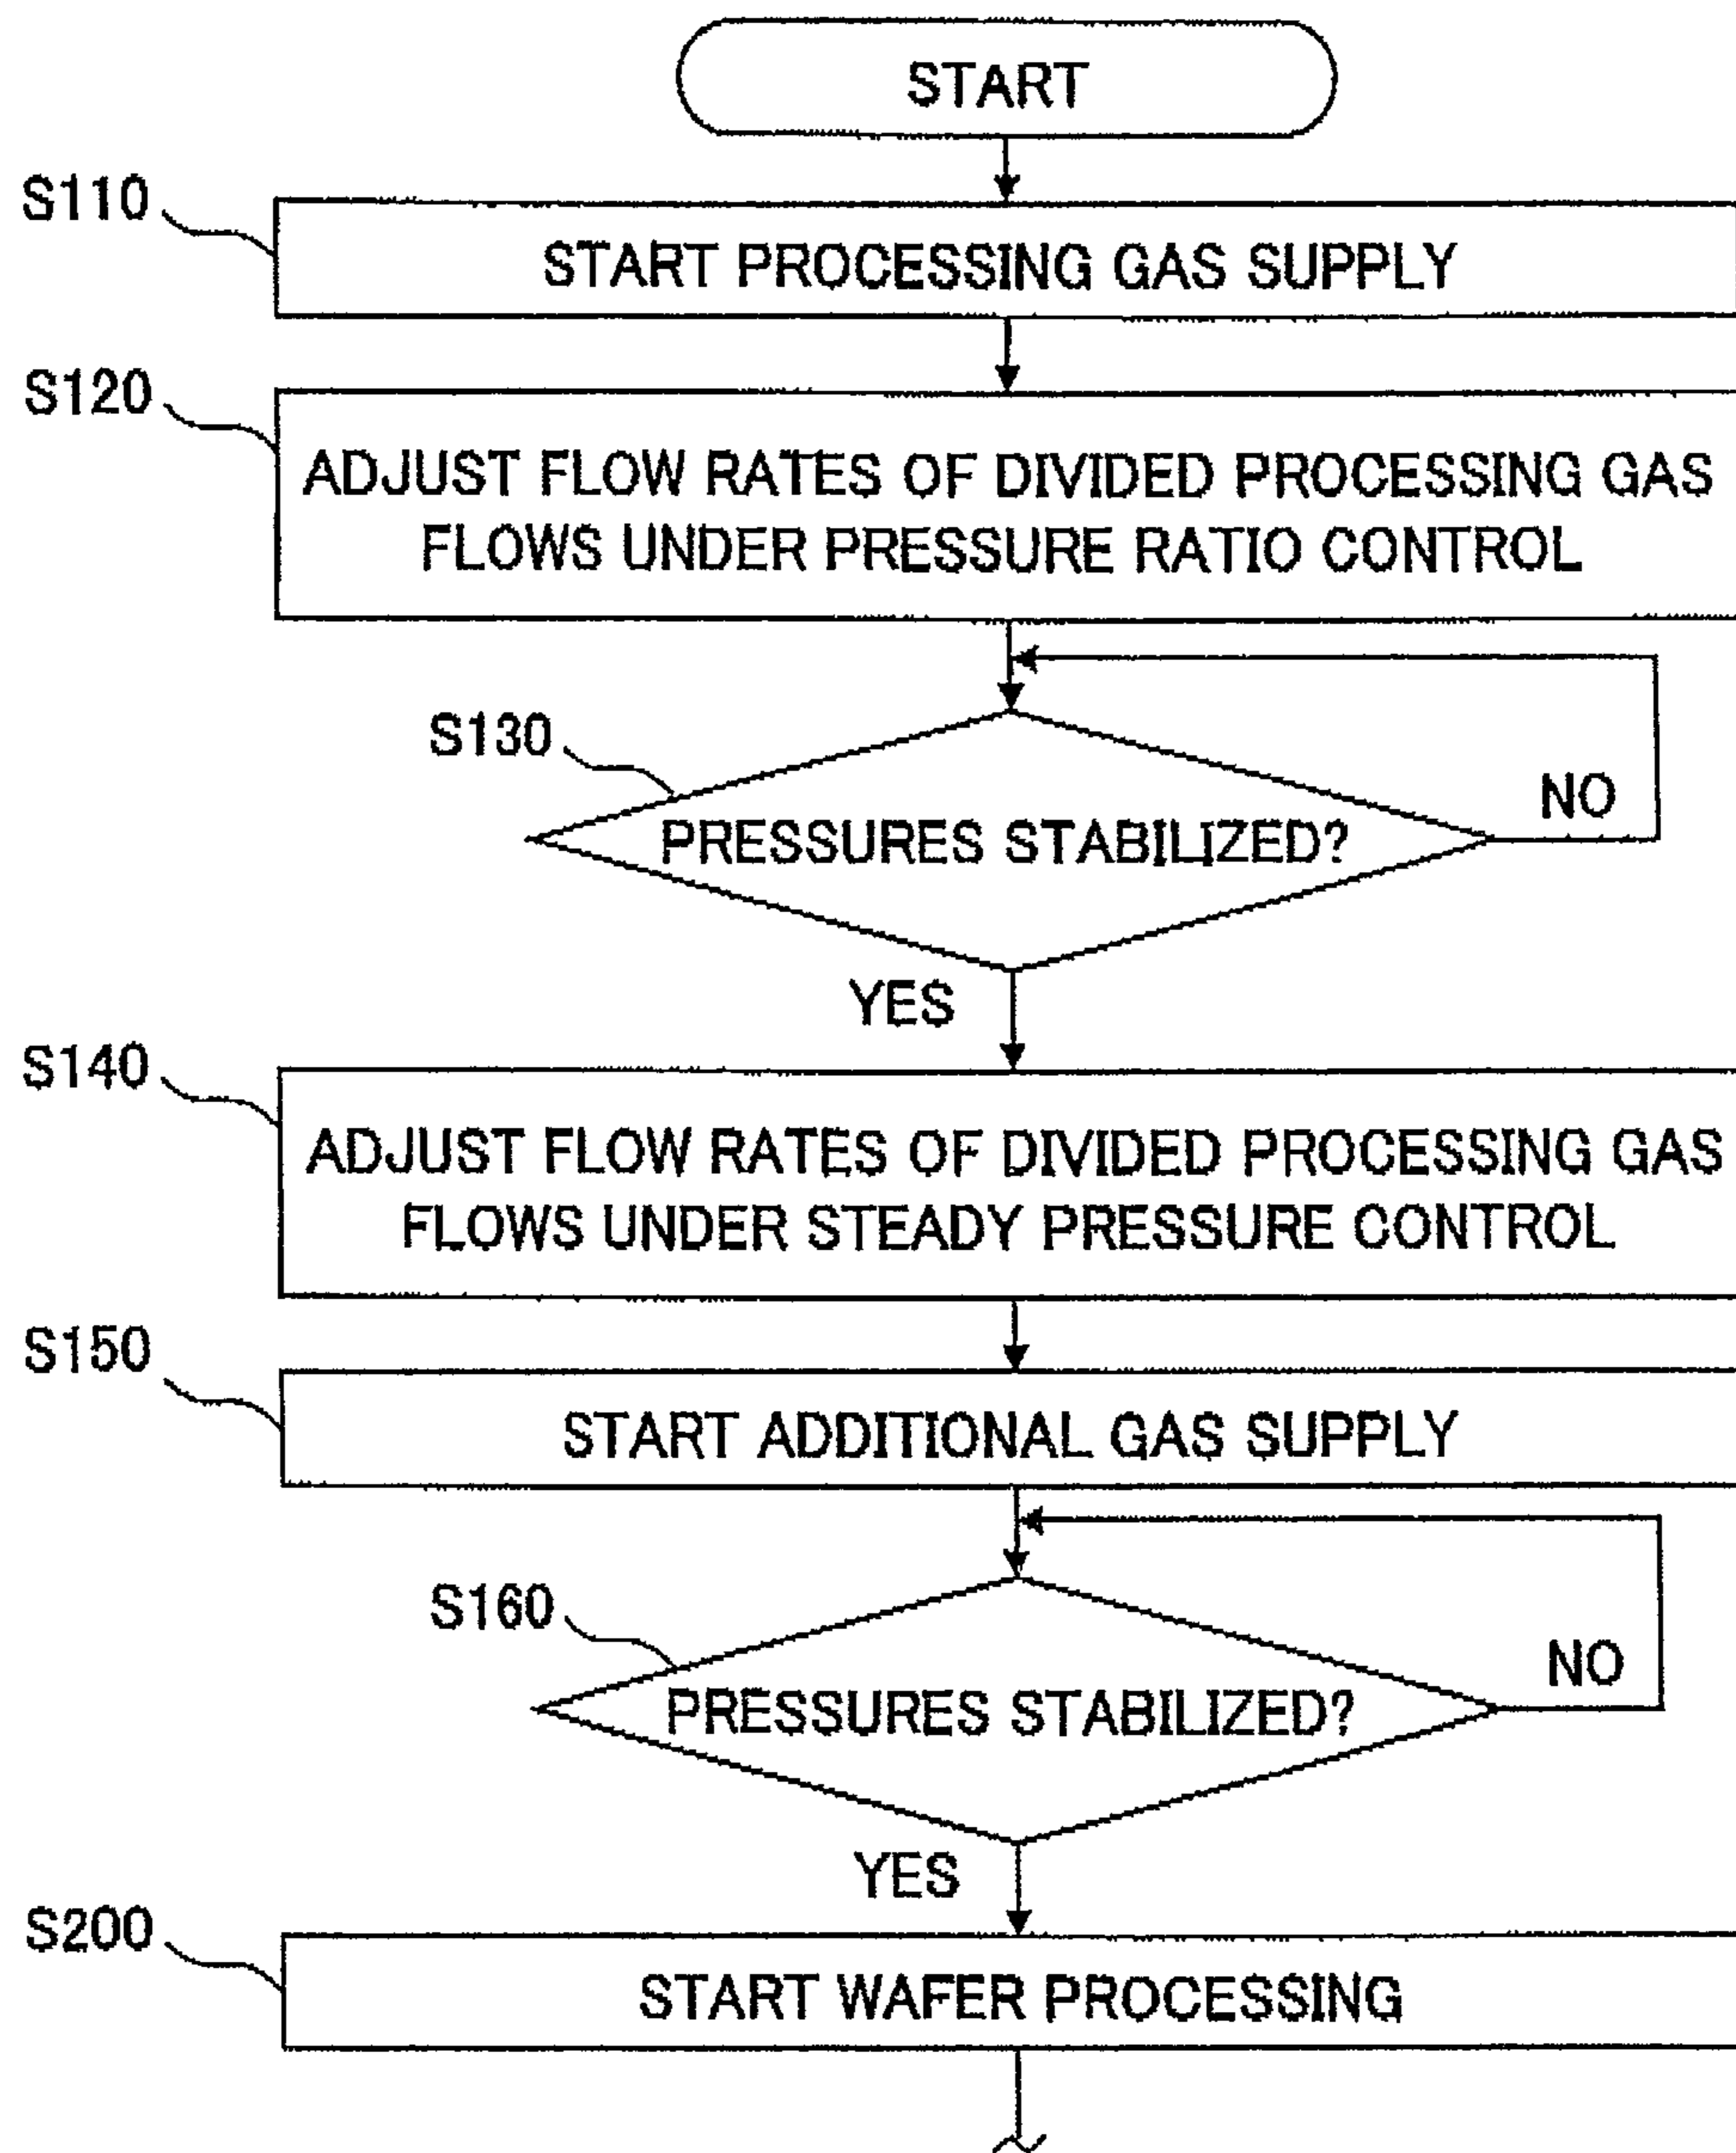 START
S110
START PROCESSING GAS SUPPLY
S120
ADJUST FLOW RATES OF DIVIDED PROCESSING GAS
FLOWS UNDER PRESSURE RATIO CONTROL
S130
PRESSURES STABILIZED?
NO
YES
S140
ADJUST FLOW RATES OF DIVIDED PROCESSING GAS
FLOWS UNDER STEADY PRESSURE CONTROL
S150
START ADDITIONAL GAS SUPPLY
S160
PRESSURES STABILIZED?
NO
YES
S200
START WAFER PROCESSING